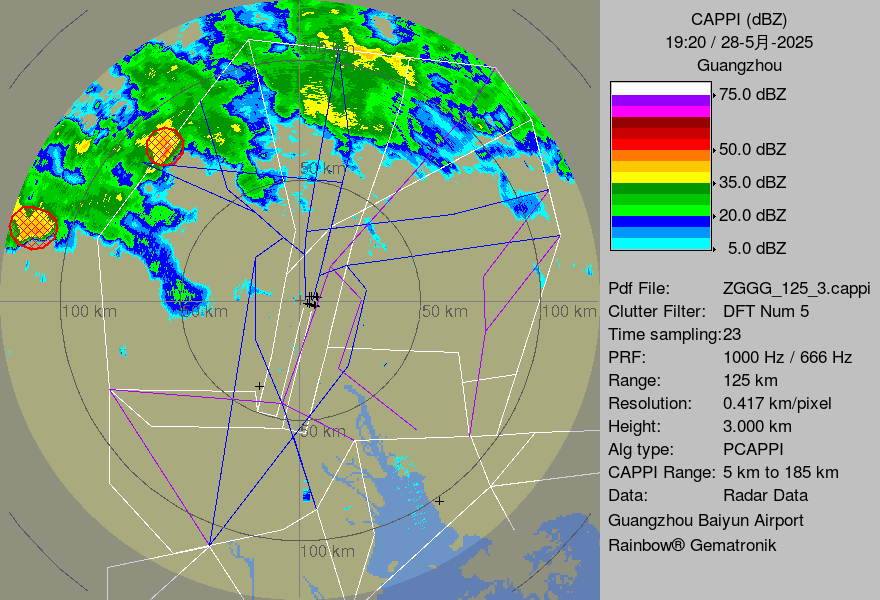 CAPPI (dBZ)
19:20 / 28-5月-2025
Guangzhou
75.0 dBZ
50.0 dBZ
35.0 dBZ
20.0 dBZ
5.0 dBZ
Pdf File: ZGGG_125_3.cappi
Clutter Filter: DFT Num 5
Time sampling:23
PRF: 1000 Hz / 666 Hz
Range: 125 km
Resolution: 0.417 km/pixel
Height: 3.000 km
Alg type: PCAPPI
CAPPI Range: 5 km to 185 km
Data: Radar Data
Guangzhou Baiyun Airport
Rainbow® Gematronik
100 km
50 km
100 km
50 km
50 km
100 km
50 km
100 km